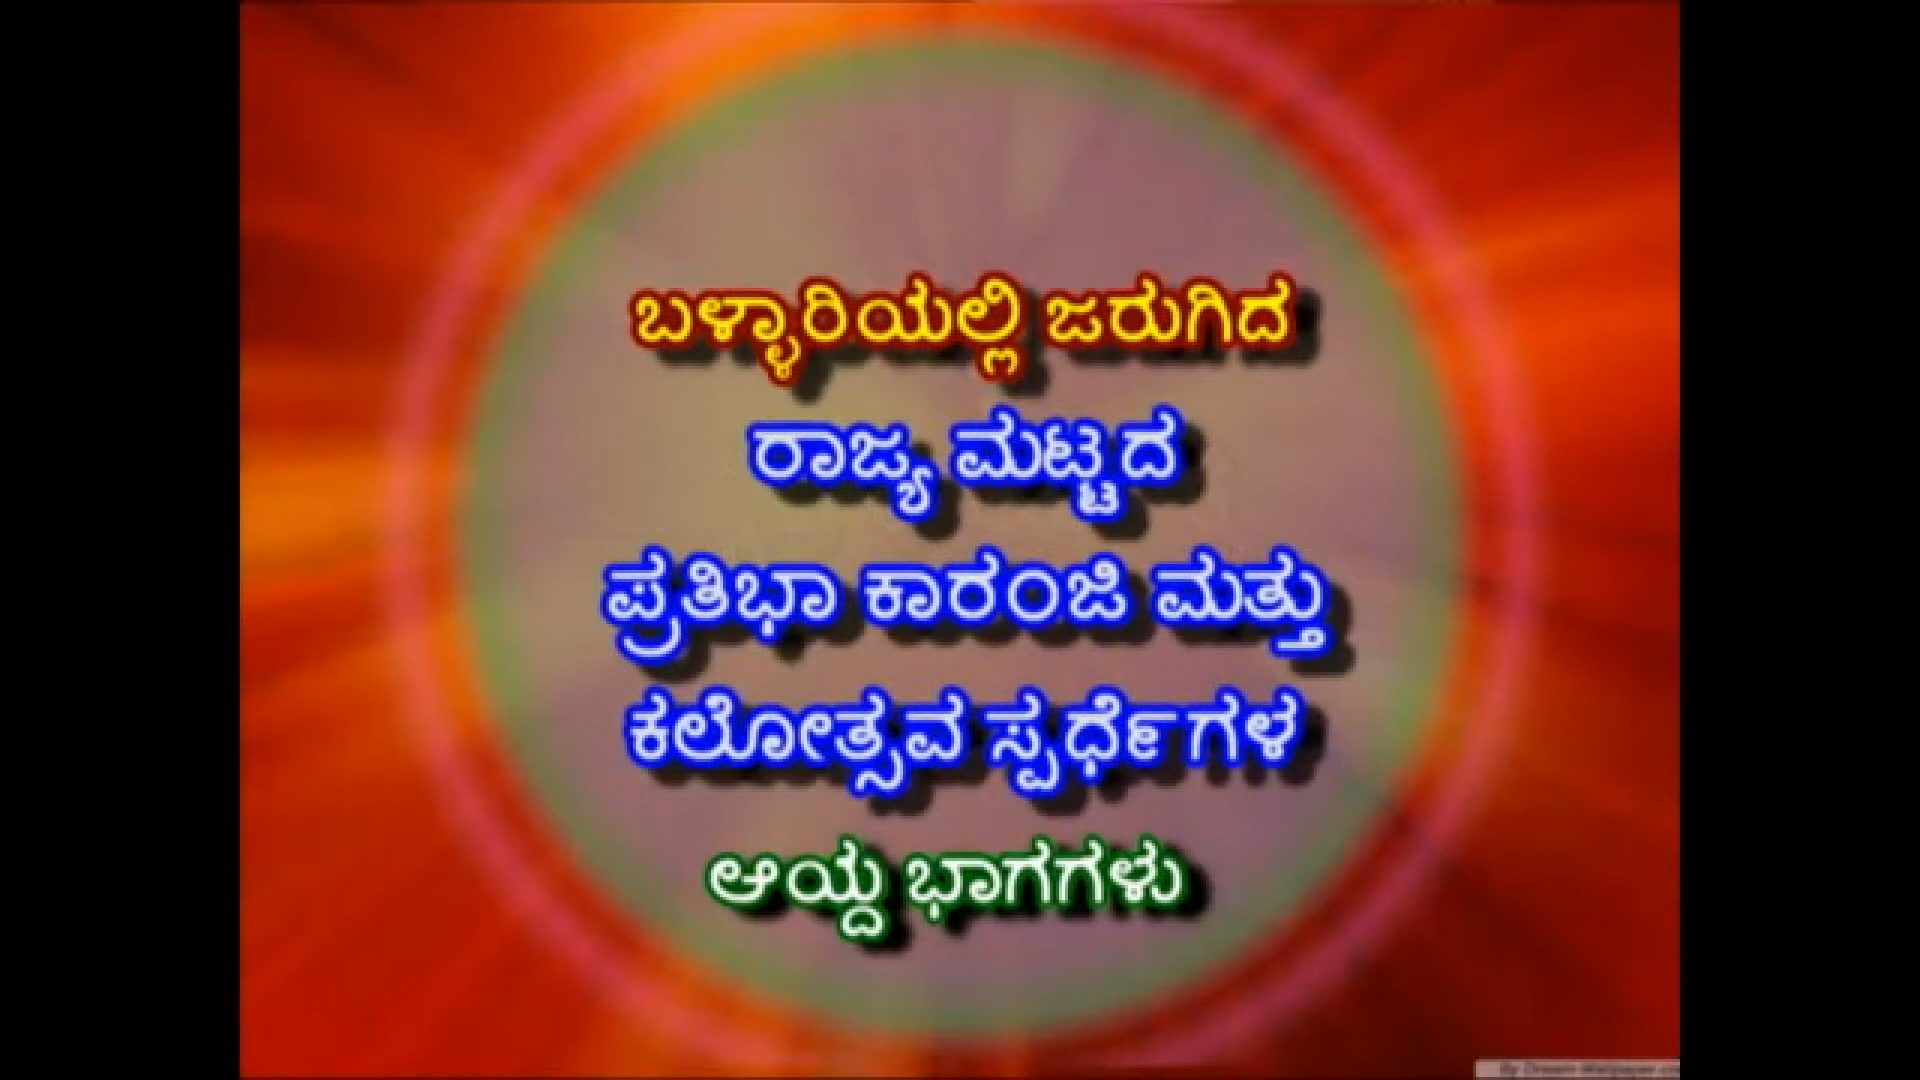 ಬಳ್ಳಾರಿಯಲ್ಲಿ ಜರುಗಿದ
ರಾಜ್ಯ ಮಟ್ಟದ
ಪ್ರತಿಭಾ ಕಾರಂಜಿ ಮತ್ತು
ಕಲೋತ್ಸವ ಸ್ಪರ್ಧೆಗಳ
ಆಯ್ದ ಭಾಗಗಳು